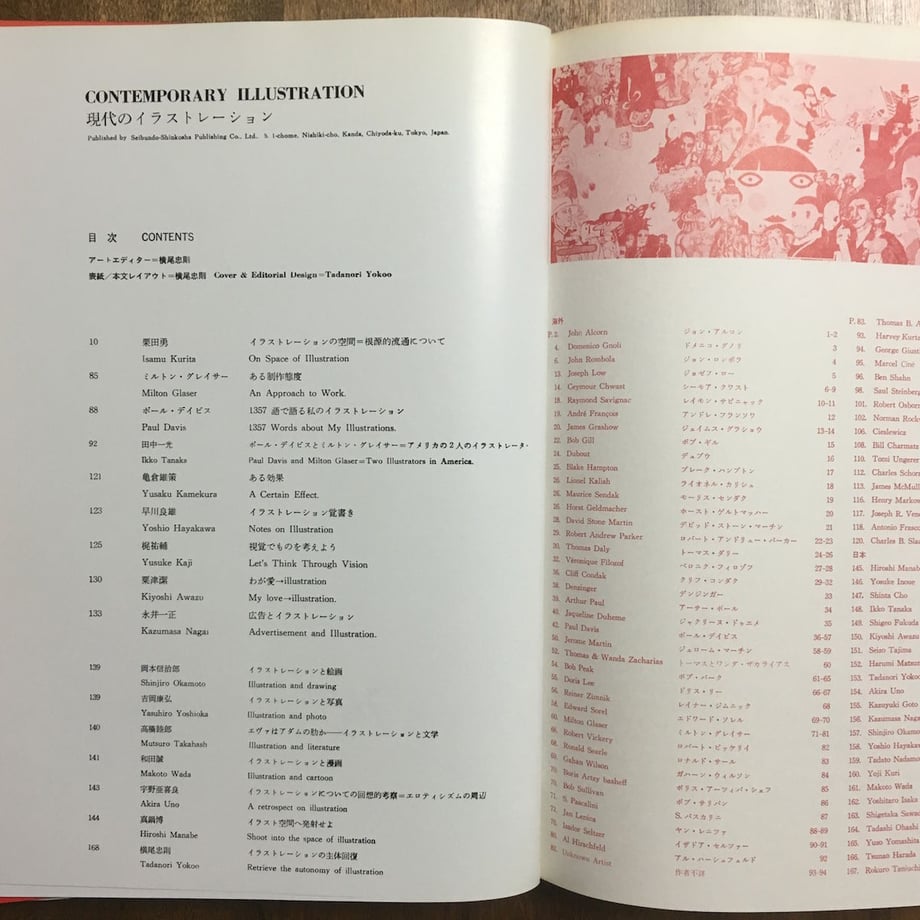 CONTEMPORARY ILLUSTRATION
現代のイラストレーション
Published by Seibundo-Shinkosha Publishing Co., Ltd. 5. 1-chome, Nishiki-cho, Kanda, Chiyoda-ku, Tokyo, Japan.
目次 CONTENTS
アートエディター=横尾忠則
表紙/本文レイアウト=横尾忠則 Cover & Editorial Design=Tadanori Yokoo
10 栗田勇 イラストレーションの空間=根源的流通について
Isamu Kurita On Space of Illustration
85 ミルトン・グレイサー ある制作態度
Milton Glaser An Approach to Work.
88 ポール・デイビス 1357語で語る私のイラストレーション
Paul Davis 1357 Words about My Illustrations.
92 田中一光 ポール・デイビスとミルトン・グレイサー=アメリカの2人のイラストレータ・
Ikko Tanaka Paul Davis and Milton Glaser=Two Illustrators in America.
121 亀倉雄策 ある効果
Yusaku Kamekura A Certain Effect.
123 早川良雄 イラストレーション覚書き
Yoshio Hayakawa Notes on Illustration
125 梶祐輔 視覚でものを考えよう
Yusuke Kaji Let's Think Through Vision
130 粟津潔 わが愛→illustration
Kiyoshi Awazu My love→illustration.
133 永井一正 広告とイラストレーション
Kazumasa Nagai Advertisement and Illustration.
139 岡本信治郎 イラストレーションと絵画
Shinjiro Okamoto Illustration and drawing
139 吉岡康弘 イラストレーションと写真
Yasuhiro Yoshioka Illustration and photo
140 高橋睦郎 エヴァはアダムの肋か──イラストレーションと文学
Mutsuro Takahash Illustration and literature
141 和田誠 イラストレーションと漫画
Makoto Wada Illustration and cartoon
143 宇野亜喜良 イラストレーションについての回想的考察=エロティシズムの周辺
Akira Uno A retrospect on illustration
144 真鍋博 イラスト空間へ発射せよ
Hiroshi Manabe Shoot into the space of illustration
168 横尾忠則 イラストレーションの主体回復
Tadanori Yokoo Retrieve the autonomy of illustration
海外
P.2. John Alcorn ジョン・アルコン 1-2
4. Domenico Gnoli ドメニコ・グノリ 3
6. John Rombola ジョン・ロンボラ 4
13. Joseph Low ジョゼフ・ロー 5
14. Ceymour Chwast シーモア・クワスト 6-9
18. Raymond Savignac レイモン・サビニャック 10-11
19. André François アンドレ・フランソワ 12
20. James Grashow ジェイムス・グラショウ 13-14
22. Bob Gill ボブ・ギル 15
24. Dubout デュブウ 16
25. Blake Hampton ブレーク・ハンプトン 17
26. Lionel Kaliah ライオネル・カリシュ 18
26. Maurice Sendak モーリス・センダク 19
26. Horst Geldmacher ホースト・ゲルトマッハー 20
28. David Stone Martin デビッド・ストーン・マーチン 21
29. Robert Andrew Parker ロバート・アンドリュー・パーカー 22-23
30. Thomas Daly トーマス・ダリー 24-26
32. Véronique Filozof ベロニク・フィロゾフ 27-28
36. Cliff Condak クリフ・コンダク 29-32
38. Denzinger デンジンガー 33
39. Arthur Paul アーサー・ポール 34
40. Jaqueline Duheme ジャクリーヌ・ドゥュエメ 35
42. Paul Davis ポール・デイビス 36-57
50. Jerome Martin ジェローム・マーチン 58-59
52. Thomas & Wanda Zacharias トーマスとワンダ・ザカライアス 60
54. Bob Peak ボブ・パーク 61-65
55. Doris Lee ドリス・リー 66-67
56. Reiner Zimnik レイナー・ジムニック 68
58. Edward Sorel エドワード・ソレル 69-70
60. Milton Glaser ミルトン・グレイサー 71-81
66. Robert Vickery ロバート・ビッケリイ 82
68. Ronald Searle ロナルド・サール 83
69. Gahan Wilson ガハーン・ウィルソン 84
70. Boris Artzy basheff ボリス・アーツィバ・シェフ 85
70. Bob Sullivan ボブ・サリバン 86
71. S. Pascalini S. パスカリニ 87
72. Jan Lenica ヤン・レニツァ 88-89
78. Isador Seltzer イザドア・セルツァー 90-91
80. Al Hirschfeld アル・ハーシュフェルド 92
82. Unknown Artist 作者不詳 93-94
P.83. Thomas B. A
93. Harvey Kurtz
94. George Giusti
95. Marcel Cine
96. Ben Shahn
98. Saul Steinberg
101. Robert Osbor
102. Norman Rock
106. Cieslewicz
108. Bill Charmatz
110. Tomi Ungerer
112. Charles Schor
113. James McMull
116. Henry Markow
117. Joseph R. Ven
118. Antonio Frasc
120. Charles B. Sla
日本
145. Hiroshi Manabe
146. Yosuke Inoue
147. Shinta Cho
148. Ikko Tanaka
149. Shigeo Fukuda
150. Kiyoshi Awazu
151. Seiso Tajima
152. Harumi Matsu
153. Tadanori Yokoo
154. Akira Uno
155. Kazuyuki Goto
156. Kazumasa Nagai
157. Shinjiro Okamoto
158. Yoshio Hayakawa
159. Tadato Nadamo
160. Yoji Kuri
161. Makoto Wada
162. Yoshitaro Isaka
163. Shigetaka Sawad
164. Tadashi Ohashi
165. Yuso Yomamita
166. Tsunao Harada
167. Rokuro Taniuchi